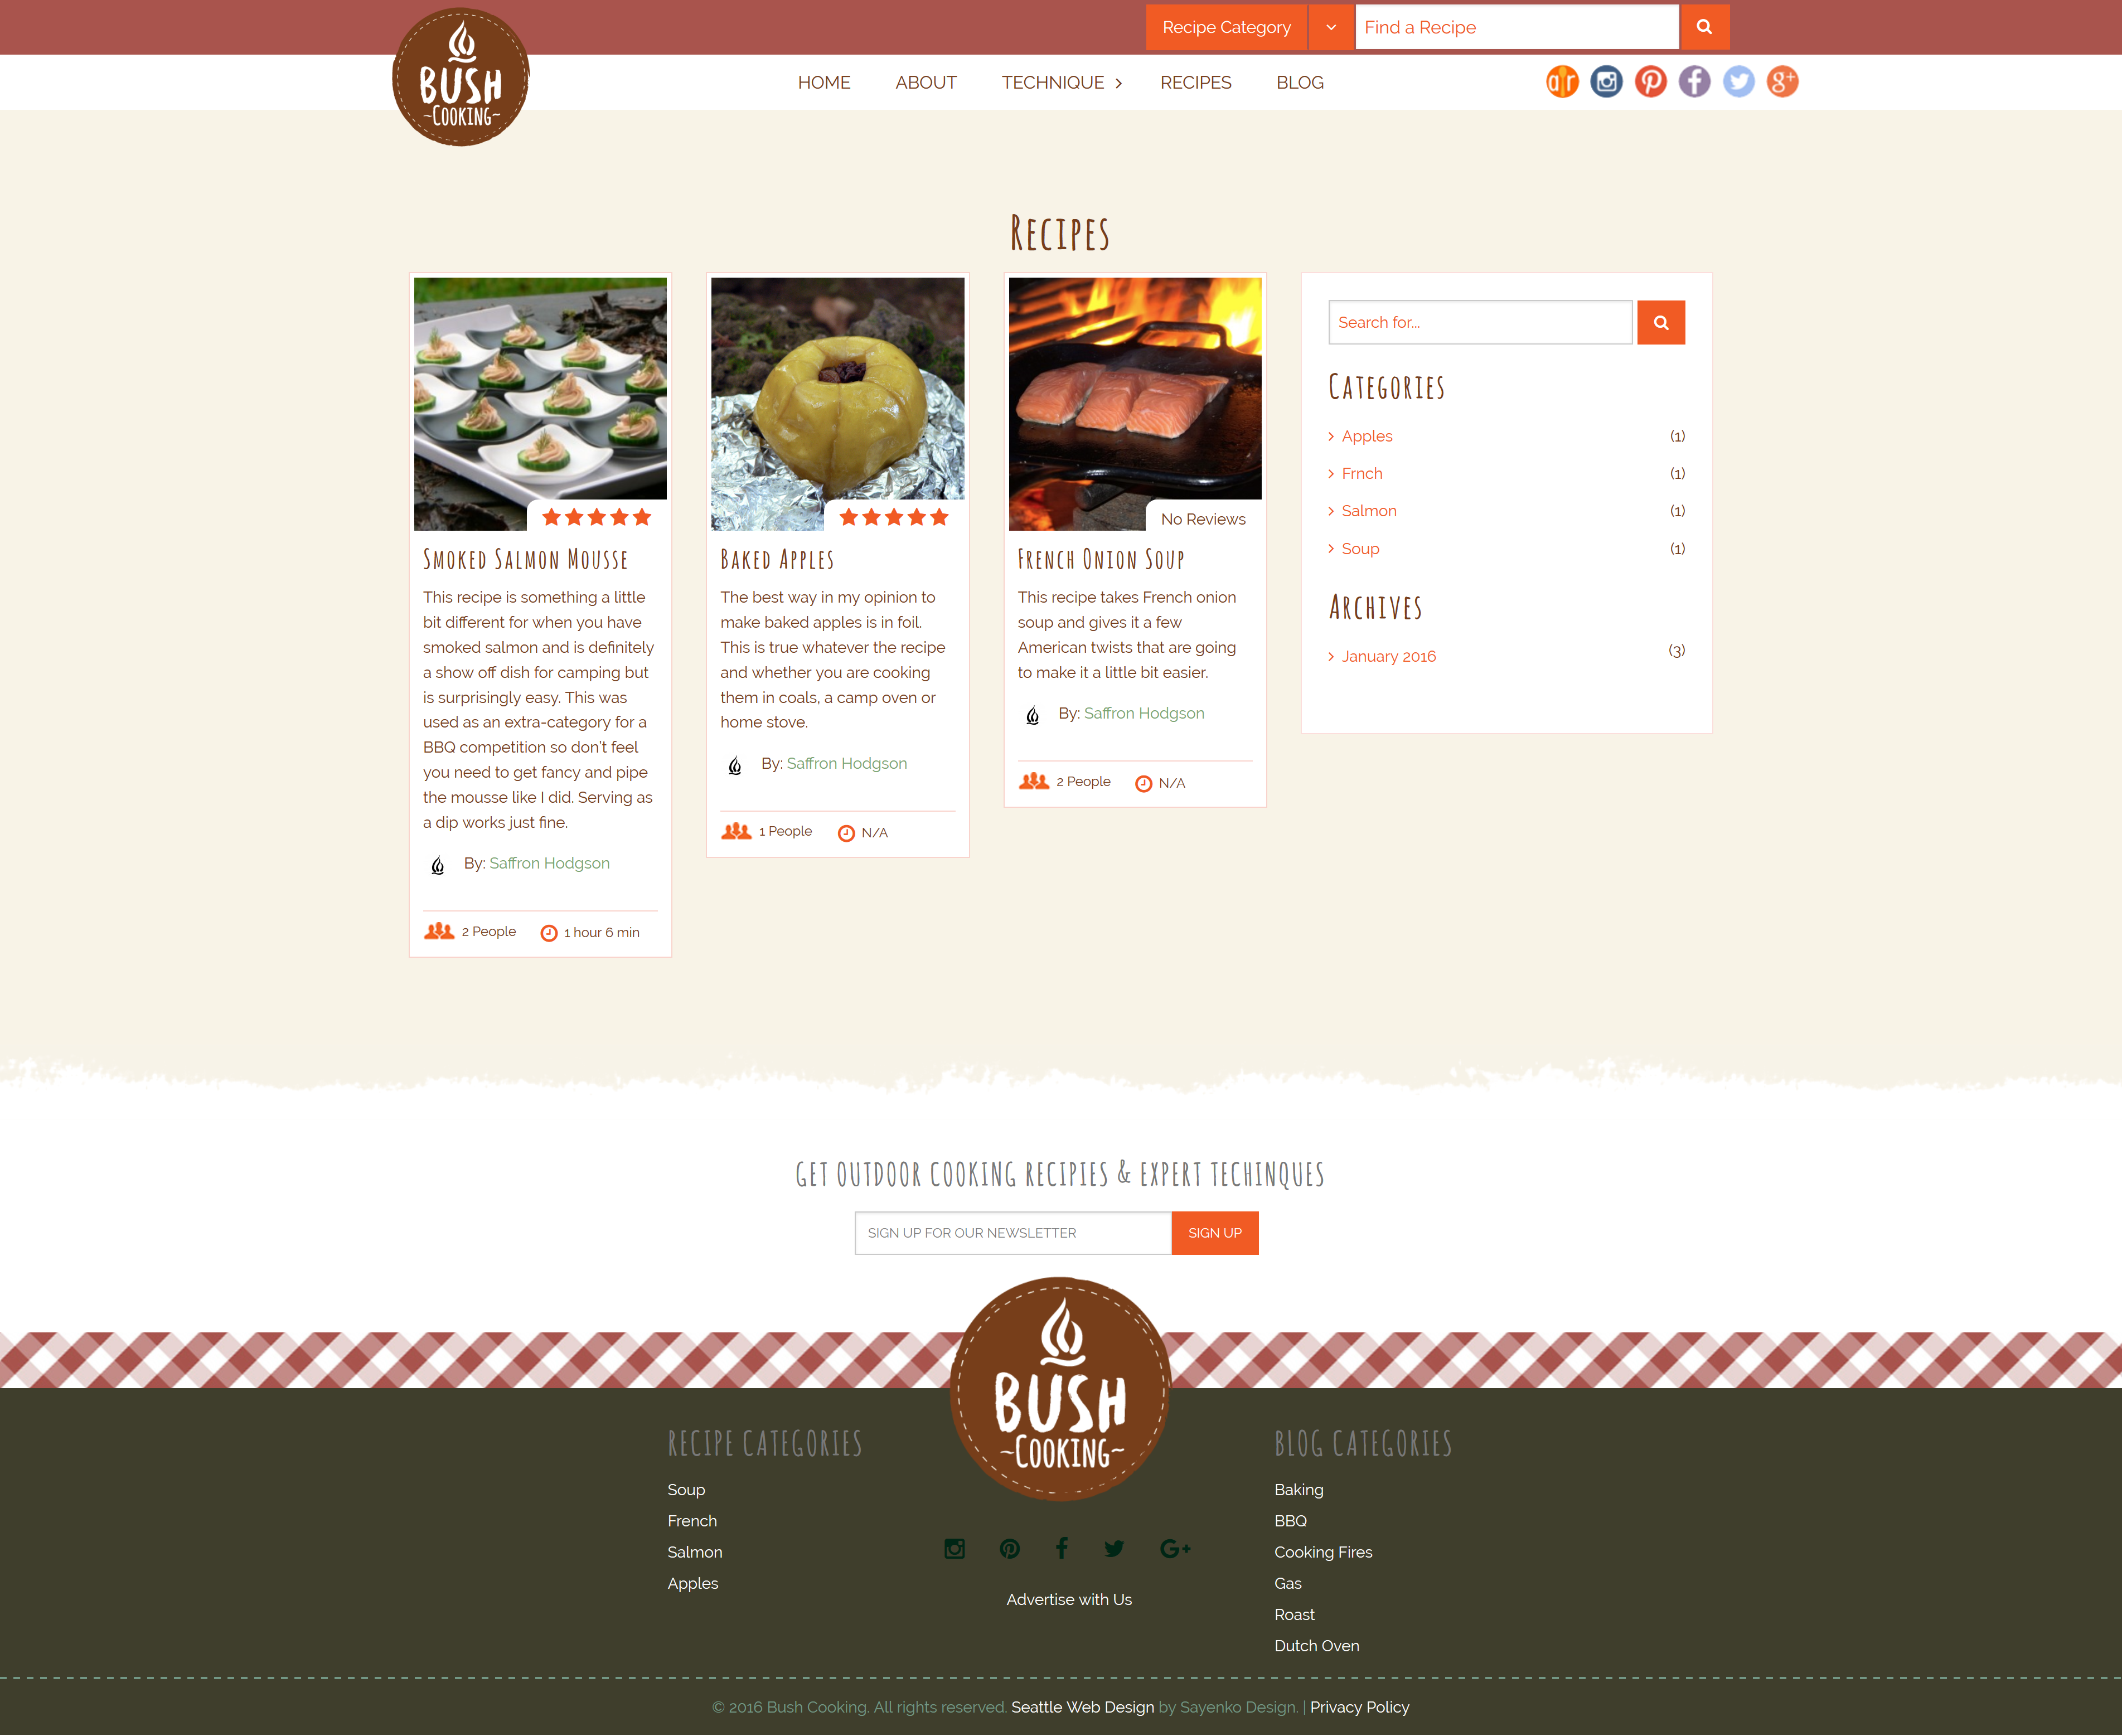 Recipe Category
Find a Recipe
BUSH
~COOKING~
HOME
ABOUT
TECHNIQUE
RECIPES
BLOG
RECIPES
SMOKED SALMON MOUSSE
This recipe is something a little
bit different for when you have
smoked salmon and is definitely
a show off dish for camping but
is surprisingly easy. This was
used as an extra-category for a
BBQ competition so don't feel
you need to get fancy and pipe
the mousse like I did. Serving as
a dip works just fine.
By: Saffron Hodgson
2 People
1 hour 6 min
BAKED APPLES
The best way in my opinion to
make baked apples is in foil.
This is true whatever the recipe
and whether you are cooking
them in coals, a camp oven or
home stove.
By: Saffron Hodgson
1 People
N/A
No Reviews
FRENCH ONION SOUP
This recipe takes French onion
soup and gives it a few
American twists that are going
to make it a little bit easier.
By: Saffron Hodgson
2 People
N/A
Search for...
CATEGORIES
Apples (1)
Frnch (1)
Salmon (1)
Soup (1)
ARCHIVES
January 2016 (3)
GET OUTDOOR COOKING RECIPIES & EXPERT TECHINQUES
SIGN UP FOR OUR NEWSLETTER
SIGN UP
BUSH
~COOKING~
RECIPE CATEGORIES
Soup
French
Salmon
Apples
Advertise with Us
BLOG CATEGORIES
Baking
BBQ
Cooking Fires
Gas
Roast
Dutch Oven
© 2016 Bush Cooking. All rights reserved. Seattle Web Design by Sayenko Design. | Privacy Policy